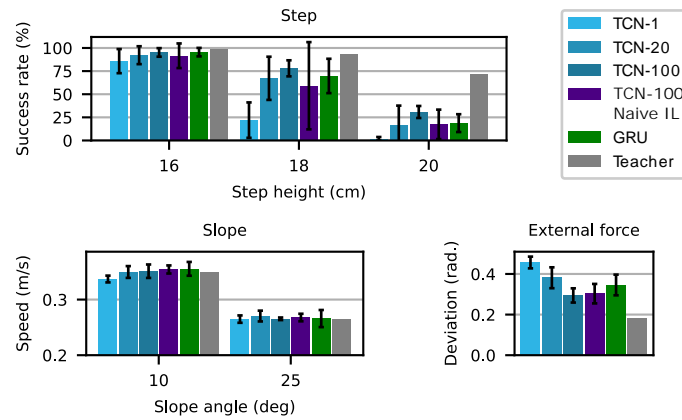 Step
Success rate (%)
100
75
50
25
0
16
18
20
Step height (cm)
TCN-1
TCN-20
TCN-100
TCN-100
Naive IL
GRU
Teacher
Slope
Speed (m/s)
0.3
0.2
10
25
Slope angle (deg)
External force
Deviation (rad.)
0.4
0.2
0.0